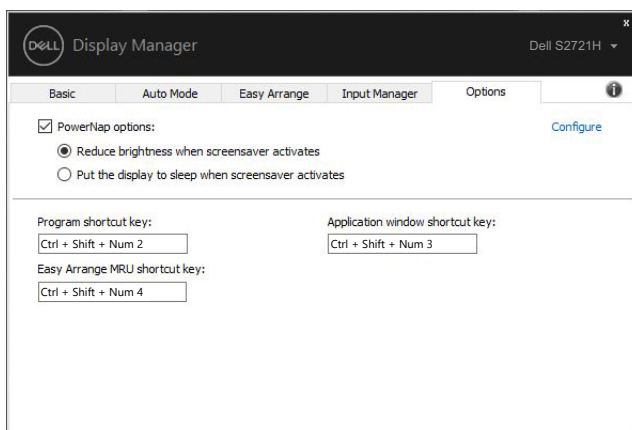 x
DELL Display Manager Dell S2721H
Basic Auto Mode Easy Arrange Input Manager Options i
PowerNap options: Configure
Reduce brightness when screensaver activates
Put the display to sleep when screensaver activates
Program shortcut key: Application window shortcut key:
Ctrl + Shift + Num 2 Ctrl + Shift + Num 3
Easy Arrange MRU shortcut key:
Ctrl + Shift + Num 4